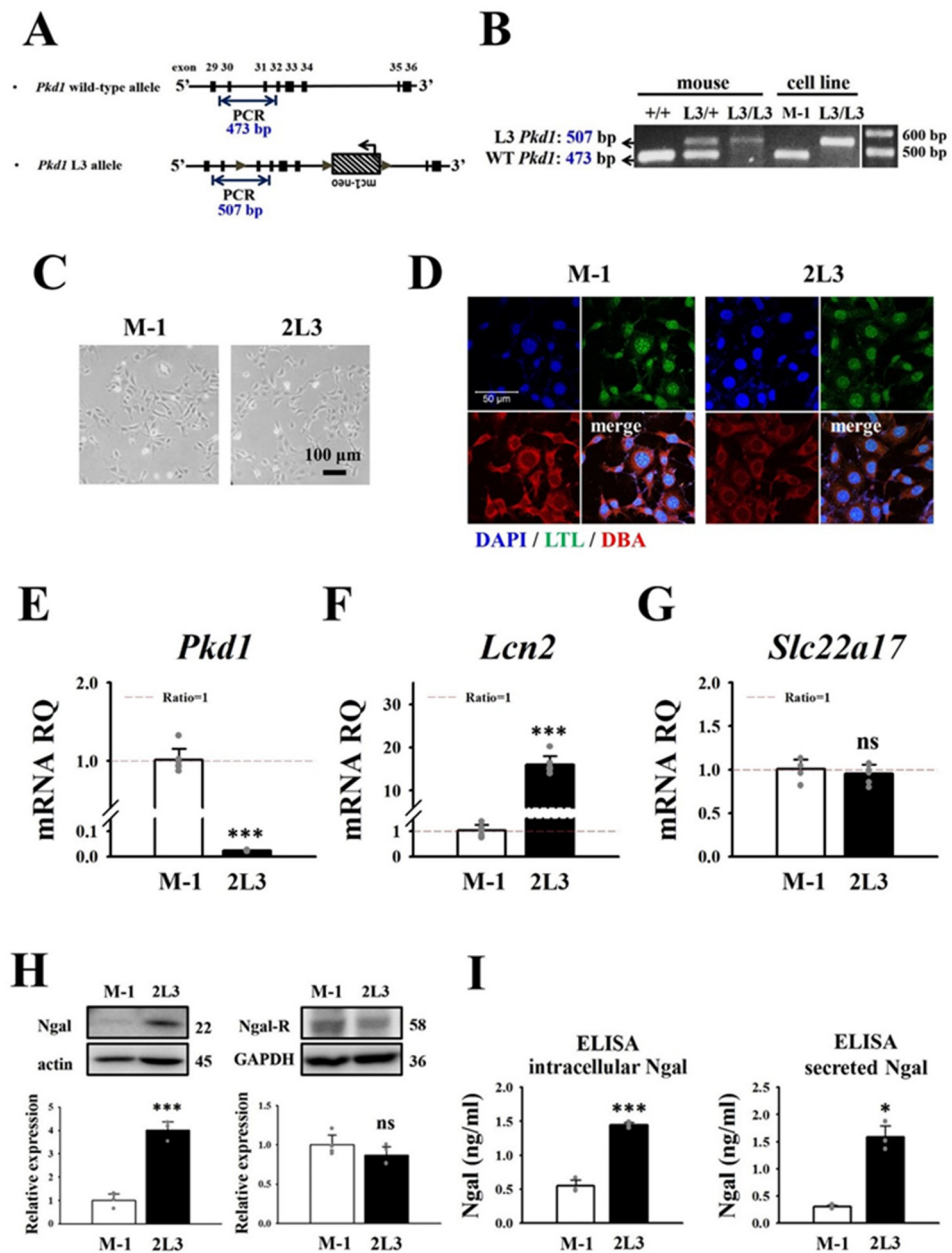 A
exon 29 30 31 32 33 34 35 36
• Pkd1 wild-type allele 5’ 3’
PCR
473 bp
• Pkd1 L3 allele 5’ 3’
mc1-neo
PCR
507 bp
B
mouse cell line
+/+ L3/+ L3/L3 M-1 L3/L3
L3 Pkd1: 507 bp 600 bp
WT Pkd1: 473 bp 500 bp
C
M-1 2L3
100 µm
D
M-1 2L3
50 µm
merge merge
DAPI / LTL / DBA
E
Pkd1
mRNA RQ
2.0
Ratio=1
1.0
0.1
0.0
***
M-1 2L3
F
Lcn2
mRNA RQ
30
Ratio=1
20
10
1
0
***
M-1 2L3
G
Slc22a17
mRNA RQ
2.0
Ratio=1
1.5
1.0
0.5
0.0
ns
M-1 2L3
H
M-1 2L3
Ngal 22
actin 45
Relative expression
5
4
3
2
1
0
***
M-1 2L3
M-1 2L3
Ngal-R 58
GAPDH 36
Relative expression
1.5
1.0
0.5
0.0
ns
M-1 2L3
I
ELISA
intracellular Ngal
Ngal (ng/ml)
2.0
1.5
1.0
0.5
0.0
***
M-1 2L3
ELISA
secreted Ngal
Ngal (ng/ml)
2.0
1.5
1.0
0.5
0.0
*
M-1 2L3